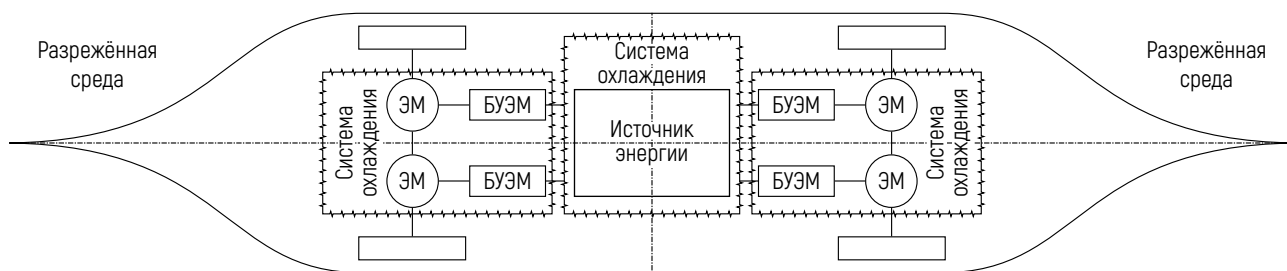 Разрежённая
среда
Система
охлаждения
ЭМ
БУЭМ
ЭМ
БУЭМ
Система
охлаждения
Источник
энергии
БУЭМ
ЭМ
БУЭМ
ЭМ
Система
охлаждения
Разрежённая
среда